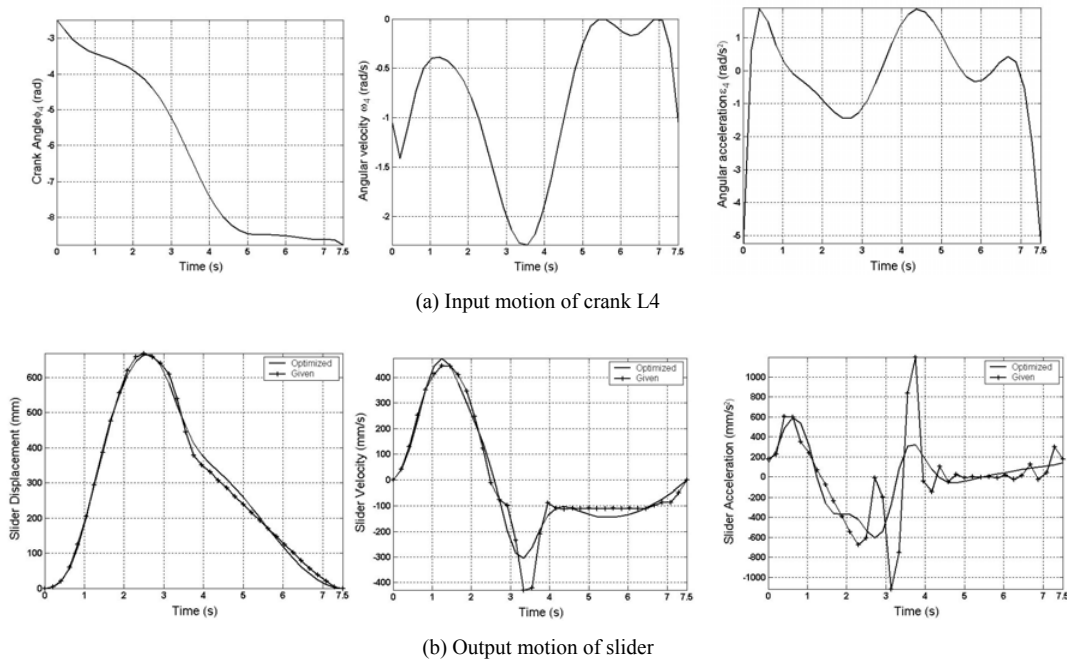 Crank Angleϕ4 (rad)
-3
-4
-5
-6
-7
-8
0 1 2 3 4 5 6 7 7.5
Time (s)
Angular velocity ω4 (rad/s)
0
-0.5
-1
-1.5
-2
0 1 2 3 4 5 6 7 7.5
Time (s)
Angular accelerationε4 (rad/s²)
1
0
-1
-2
-3
-4
-5
0 1 2 3 4 5 6 7 7.5
Time (s)
(a) Input motion of crank L4
Slider Displacement (mm)
600
500
400
300
200
100
0
0 1 2 3 4 5 6 7 7.5
Time (s)
Optimized
Given
Slider Velocity (mm/s)
400
300
200
100
0
-100
-200
-300
-400
0 1 2 3 4 5 6 7 7.5
Time (s)
Optimized
Given
Slider Acceleration (mm/s²)
1000
800
600
400
200
0
-200
-400
-600
-800
-1000
0 1 2 3 4 5 6 7 7.5
Time (s)
Optimized
Given
(b) Output motion of slider